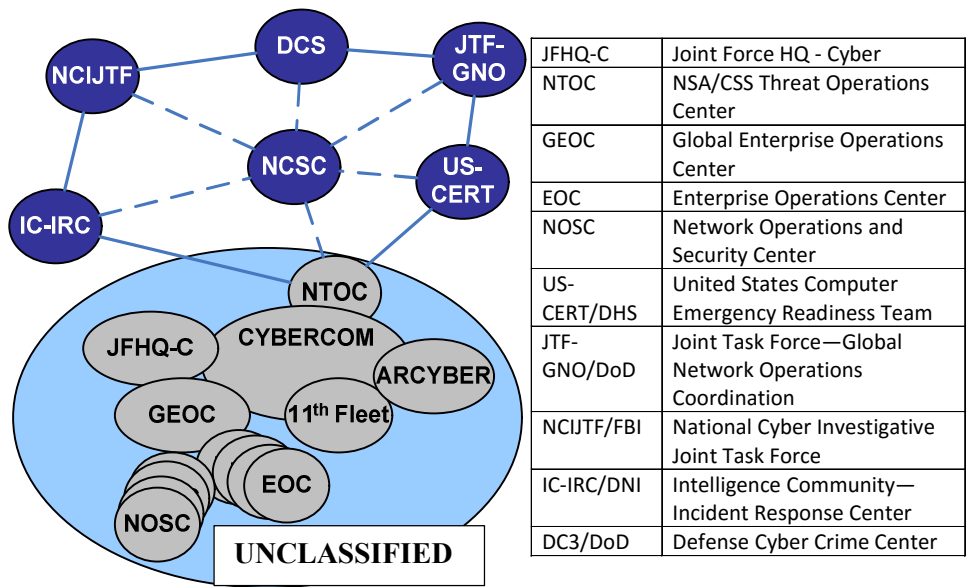 DCS
JTF-
GNO
NCIJTF
NCSC
US-
CERT
IC-IRC
NTOC
CYBERCOM
JFHQ-C
ARCYBER
GEOC
11th Fleet
EOC
NOSC
UNCLASSIFIED
JFHQ-C Joint Force HQ - Cyber
NTOC NSA/CSS Threat Operations
Center
GEOC Global Enterprise Operations
Center
EOC Enterprise Operations Center
NOSC Network Operations and
Security Center
US- United States Computer
CERT/DHS Emergency Readiness Team
JTF- Joint Task Force—Global
GNO/DoD Network Operations
Coordination
NCIJTF/FBI National Cyber Investigative
Joint Task Force
IC-IRC/DNI Intelligence Community—
Incident Response Center
DC3/DoD Defense Cyber Crime Center